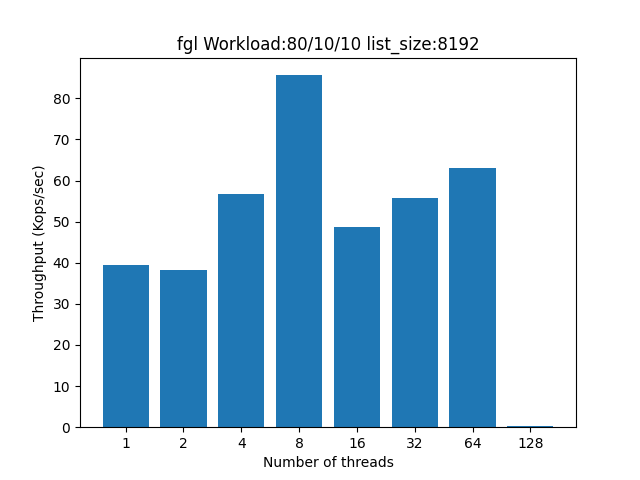 fgl Workload:80/10/10 list_size:8192
Throughput (Kops/sec)
80
70
60
50
40
30
20
10
0
1 2 4 8 16 32 64 128
Number of threads